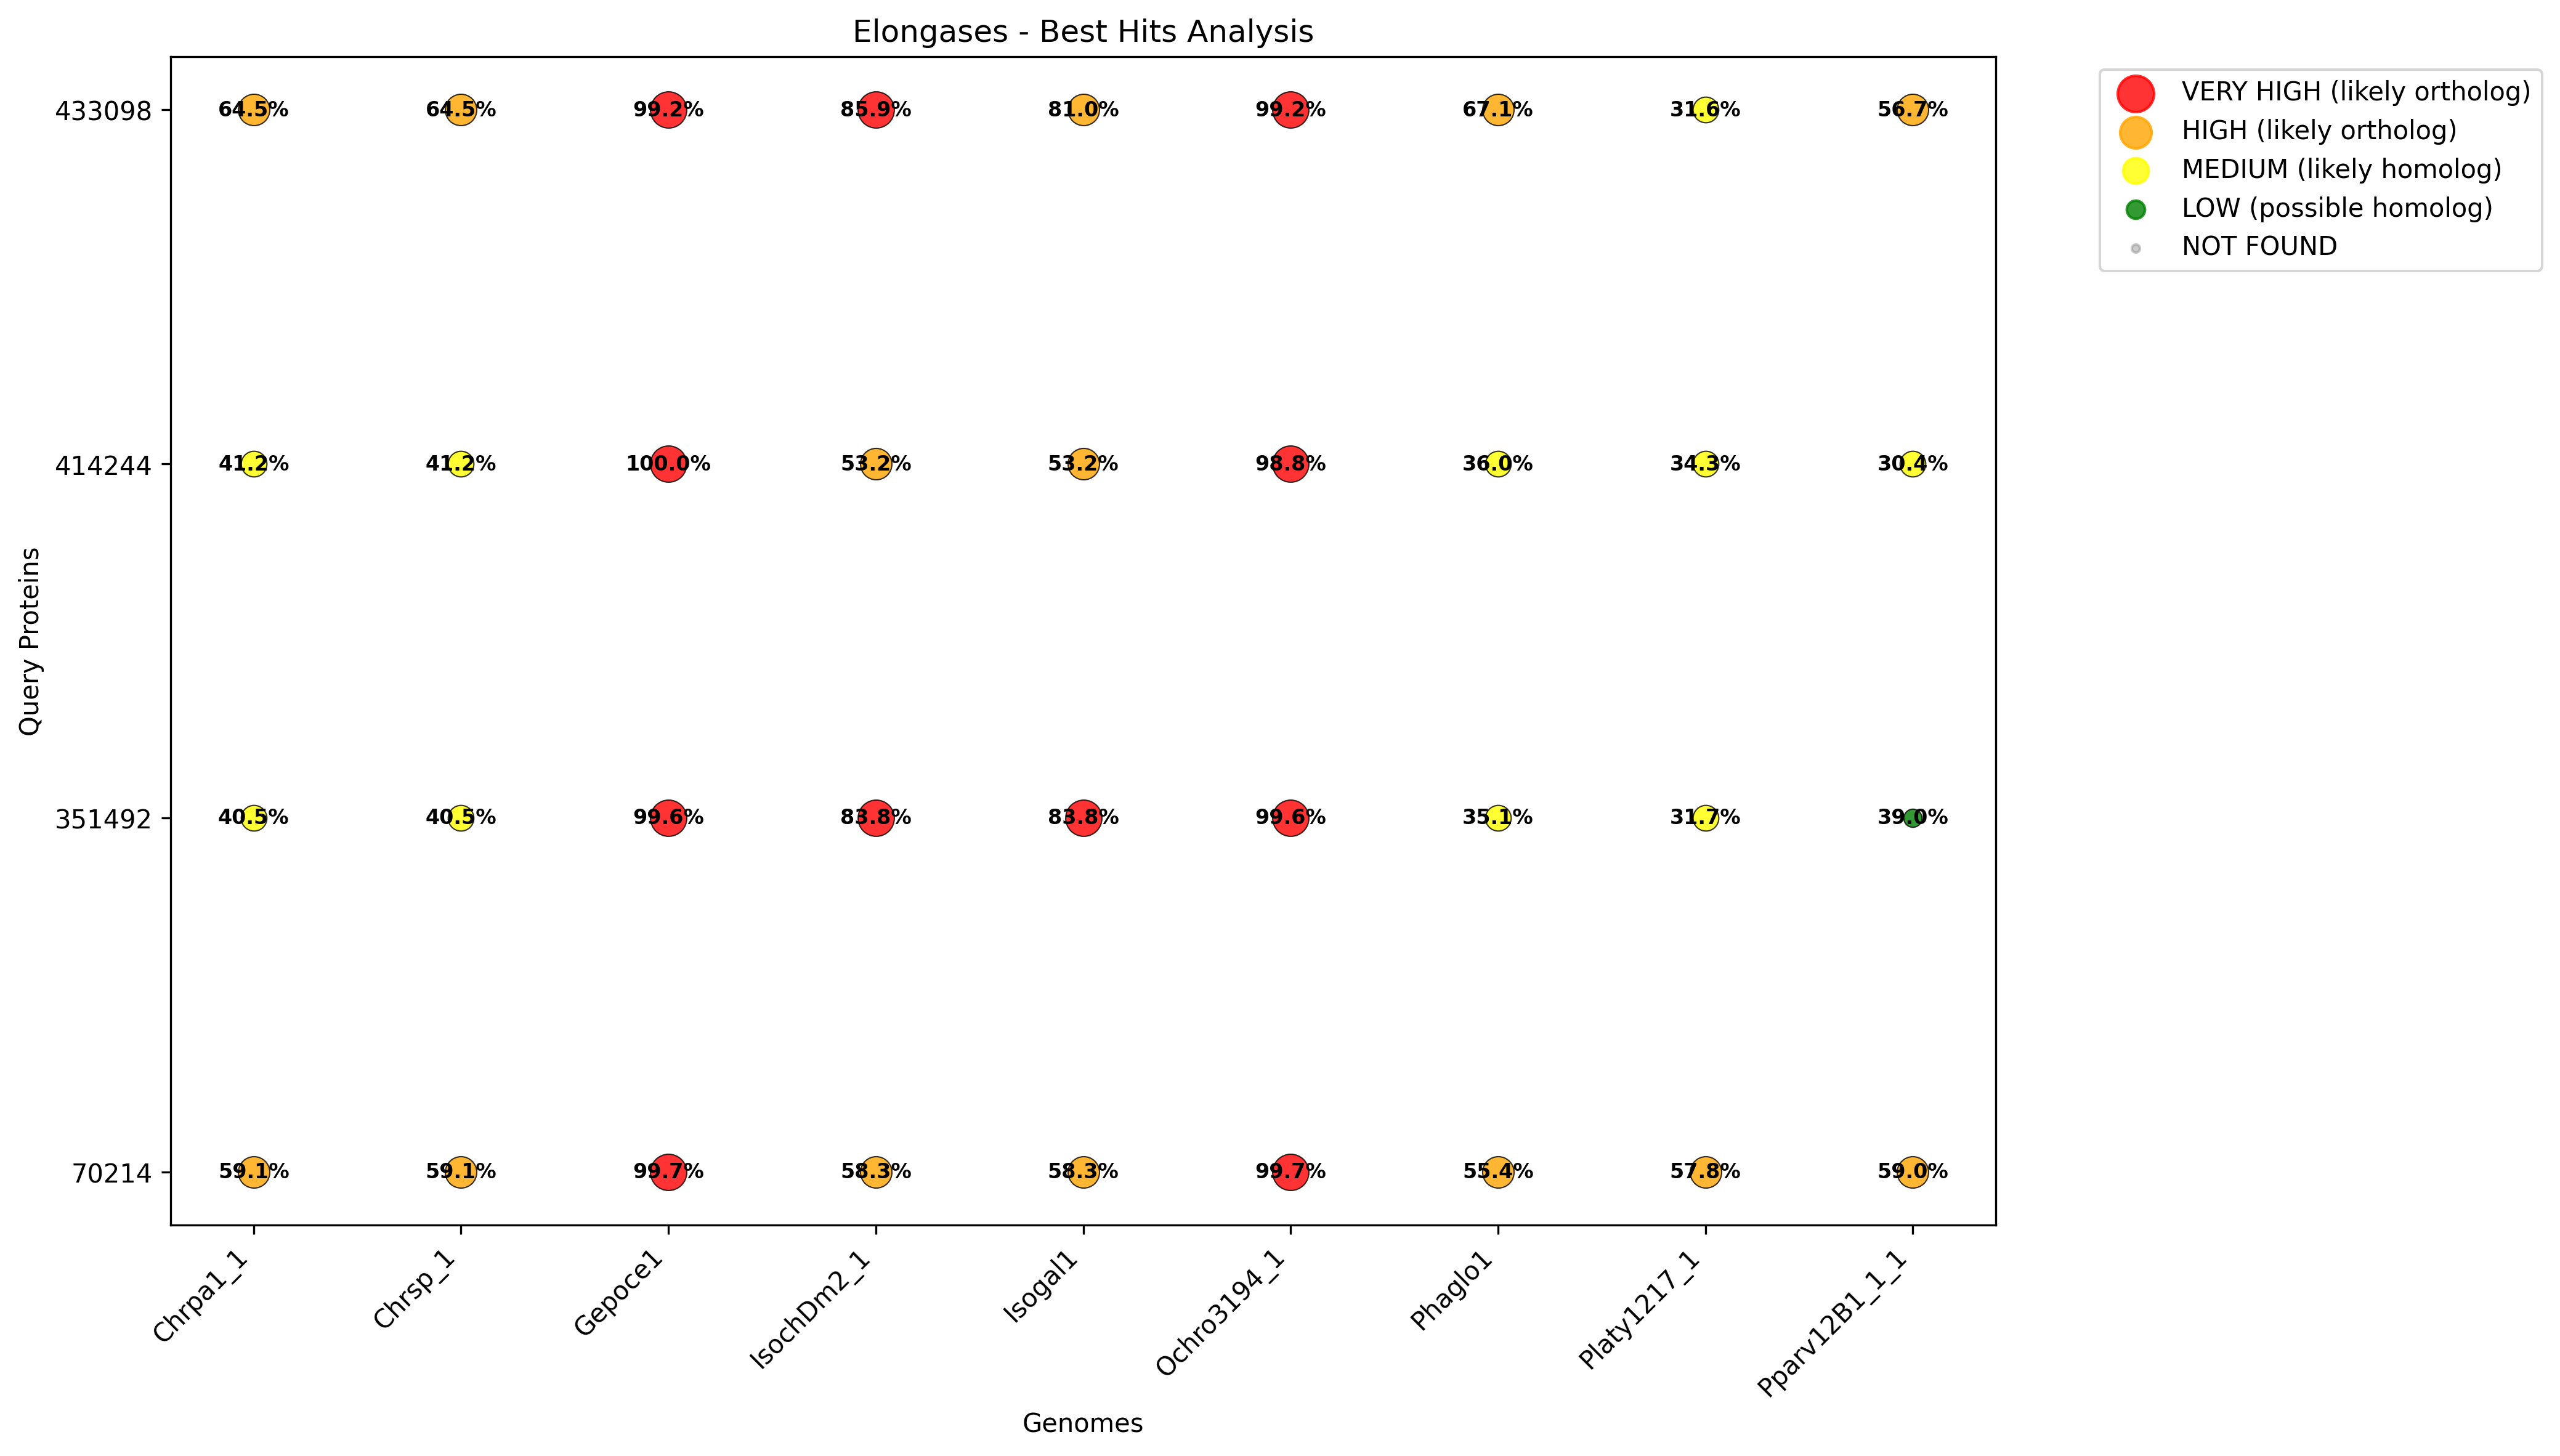 Elongases - Best Hits Analysis
VERY HIGH (likely ortholog)
HIGH (likely ortholog)
MEDIUM (likely homolog)
LOW (possible homolog)
NOT FOUND
Query Proteins
433098 64.5% 64.5% 99.2% 85.9% 81.0% 99.2% 67.1% 31.6% 56.7%
414244 41.2% 41.2% 100.0% 53.2% 53.2% 98.8% 36.0% 34.3% 30.4%
351492 40.5% 40.5% 99.6% 83.8% 83.8% 99.6% 35.1% 31.7% 39.0%
70214 59.1% 59.1% 99.7% 58.3% 58.3% 99.7% 55.4% 57.8% 59.0%
Chrpa1_1 Chrsp_1 Gepoce1 IsochDm2_1 Isogal1 Ochro3194_1 Phaglo1 Platy1217_1 Pparv12B1_1_1
Genomes